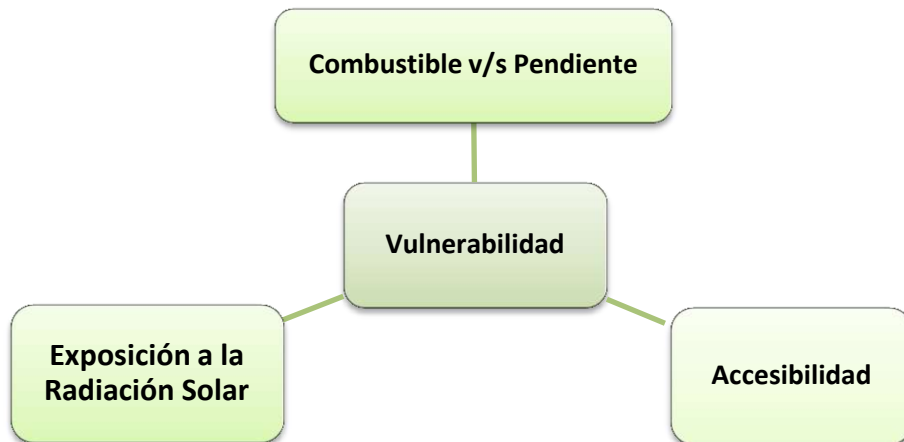 Combustible v/s Pendiente
Vulnerabilidad
Exposición a la
Radiación Solar
Accesibilidad